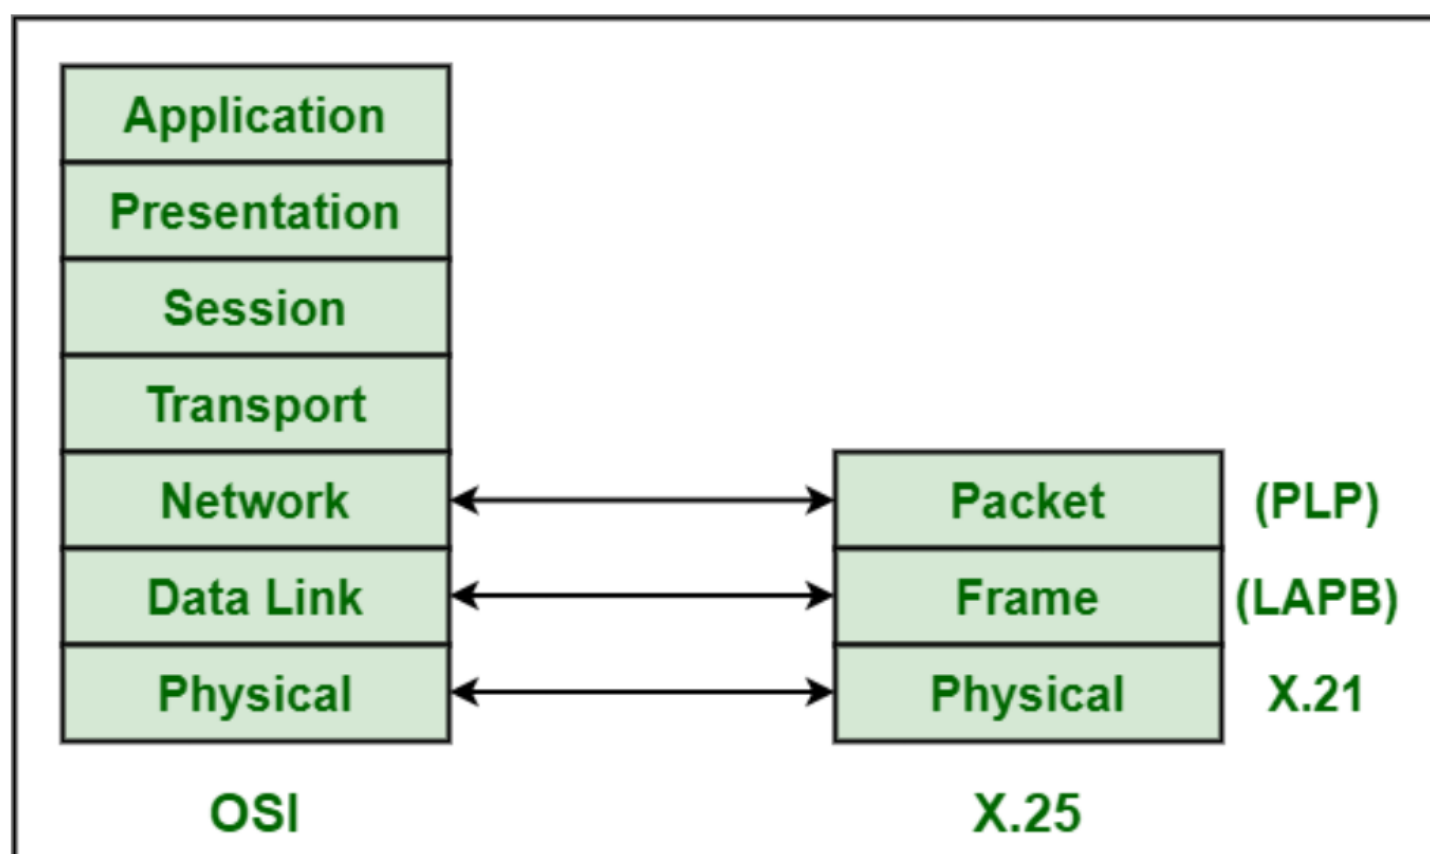 Application
Presentation
Session
Transport
Network
Packet
(PLP)
Data Link
Frame
(LAPB)
Physical
Physical
X.21
OSI
X.25